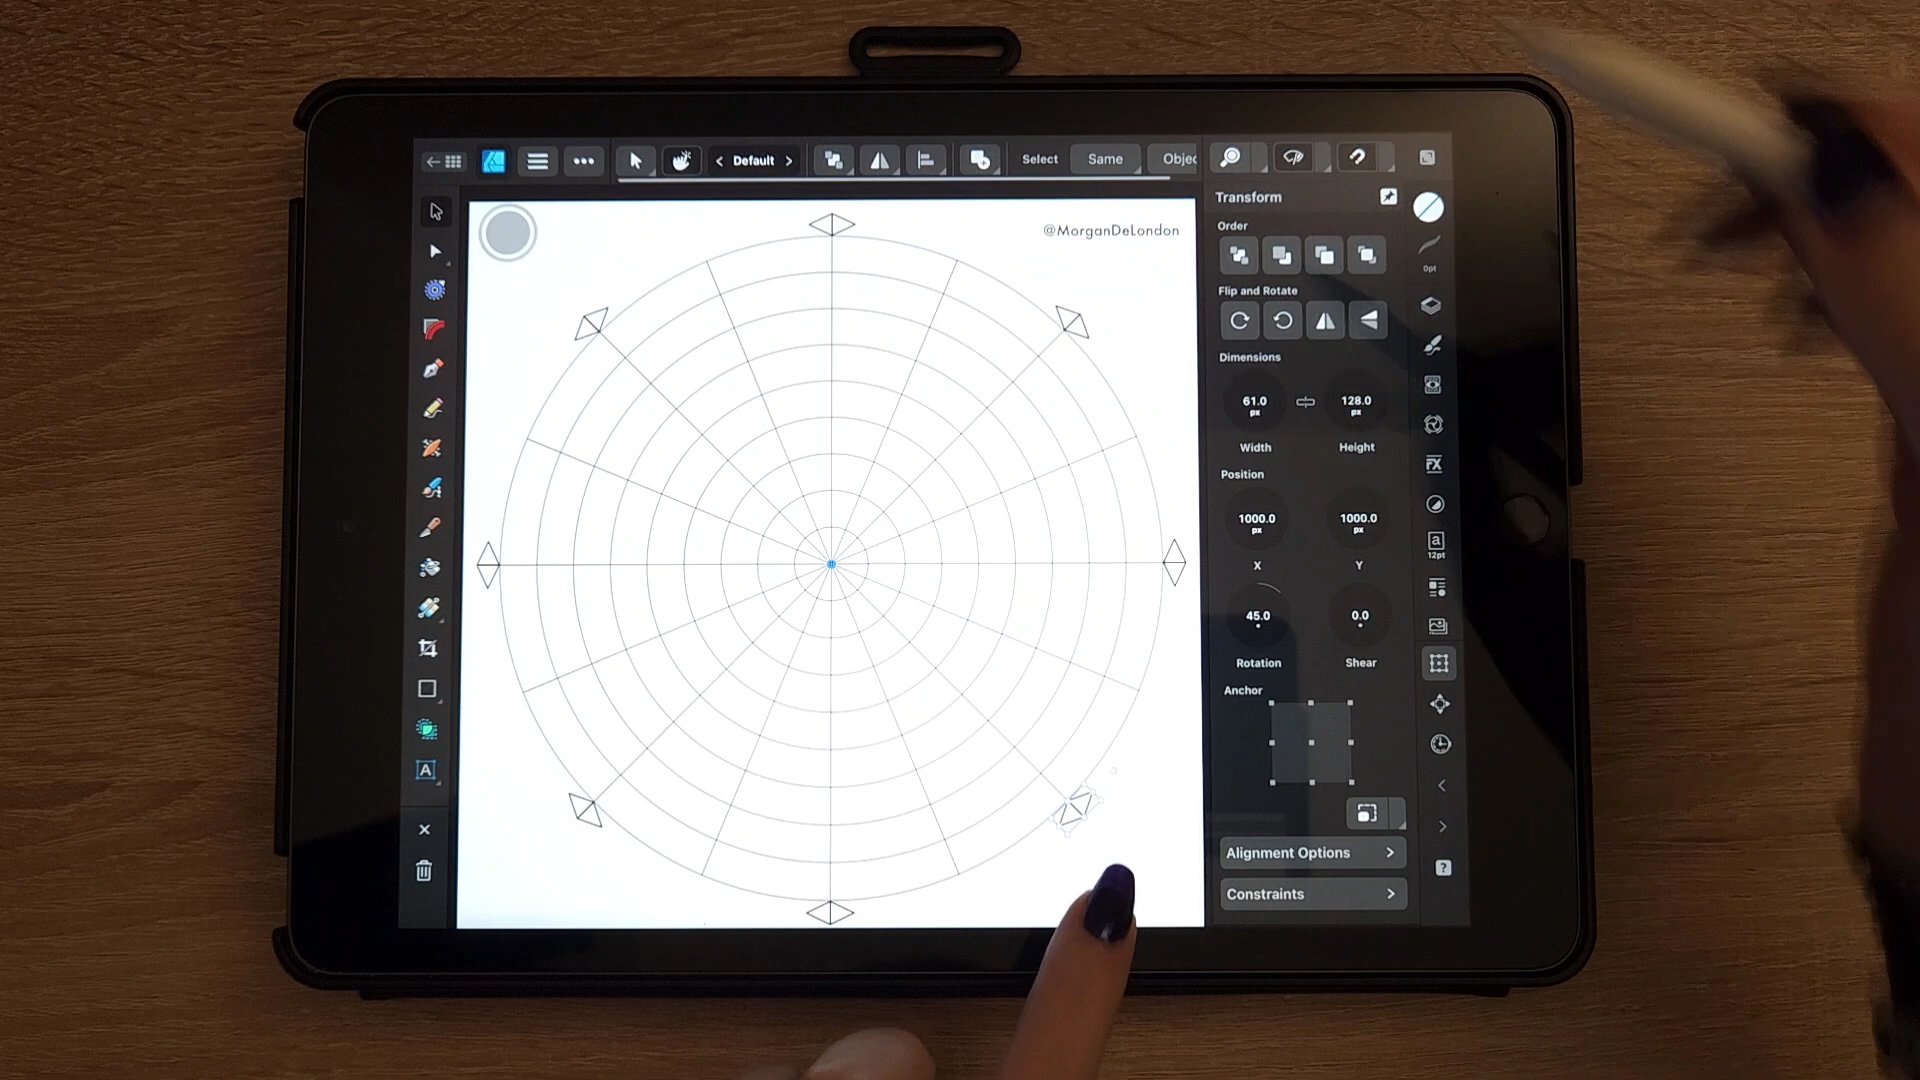 Default
Select
Same
Objec
@MorganDeLondon
Transform
Order
Flip and Rotate
Dimensions
61.0 px
128.0 px
Width
Height
Position
1000.0 px
1000.0 px
X
Y
45.0
0.0
Rotation
Shear
Anchor
Alignment Options
Constraints
0pt
FX
a
12pt
A
?